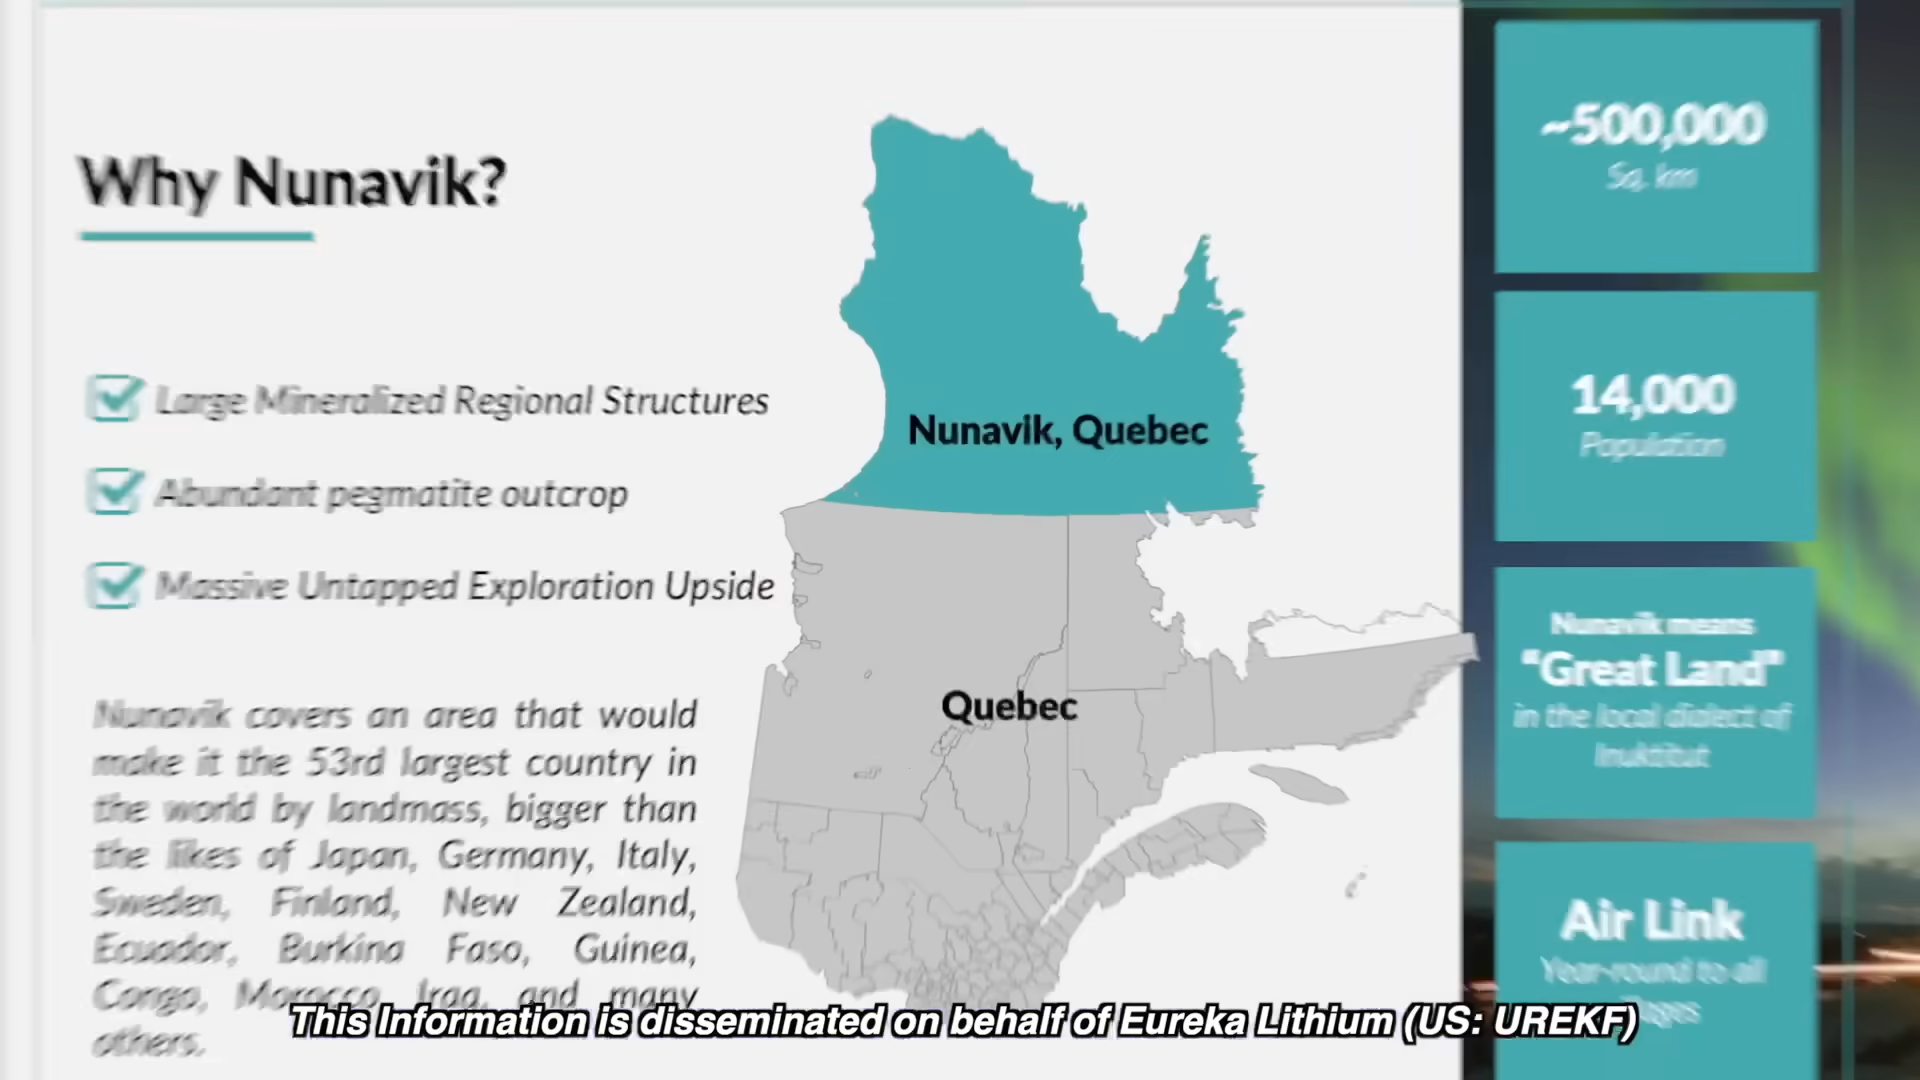 Why Nunavik?
Large Mineralized Regional Structures
Abundant pegmatite outcrop
Massive Untapped Exploration Upside
Nunavik covers an area that would
make it the 53rd largest country in
the world by landmass, bigger than
the likes of Japan, Germany, Italy,
Sweden, Finland, New Zealand,
Ecuador, Burkina Faso, Guinea,
Congo, Morocco, Iraq, and many
others.
Nunavik, Quebec
Quebec
~500,000
Sq. km
14,000
Population
Nunavik means
"Great Land"
in the local dialect of
Inuktitut
Air Link
Year-round to all
This Information is disseminated on behalf of Eureka Lithium (US: UREKF)